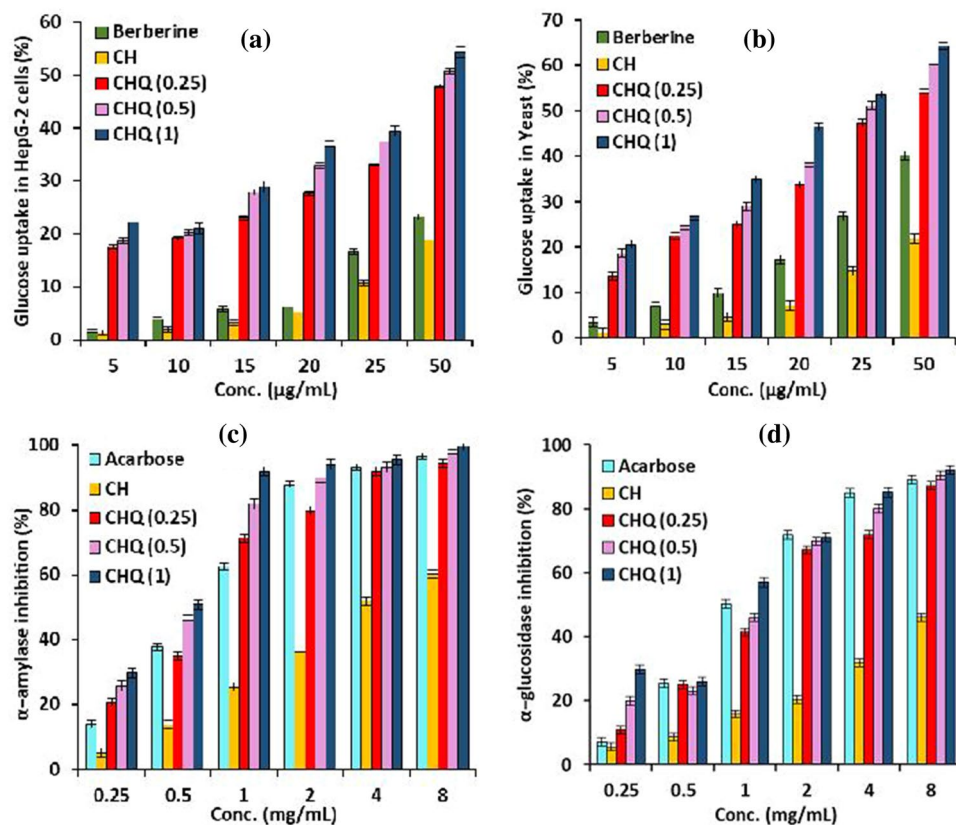 (a)
Glucose uptake in HepG-2 cells (%)
60
50
40
30
20
10
0
Berberine
CH
CHQ (0.25)
CHQ (0.5)
CHQ (1)
5 10 15 20 25 50
Conc. (µg/mL)
(b)
Glucose uptake in Yeast (%)
70
60
50
40
30
20
10
0
Berberine
CH
CHQ (0.25)
CHQ (0.5)
CHQ (1)
5 10 15 20 25 50
Conc. (µg/mL)
(c)
α–amylase inhibition (%)
100
80
60
40
20
0
Acarbose
CH
CHQ (0.25)
CHQ (0.5)
CHQ (1)
0.25 0.5 1 2 4 8
Conc. (mg/mL)
(d)
α–glucosidase inhibition (%)
100
80
60
40
20
0
Acarbose
CH
CHQ (0.25)
CHQ (0.5)
CHQ (1)
0.25 0.5 1 2 4 8
Conc. (mg/mL)